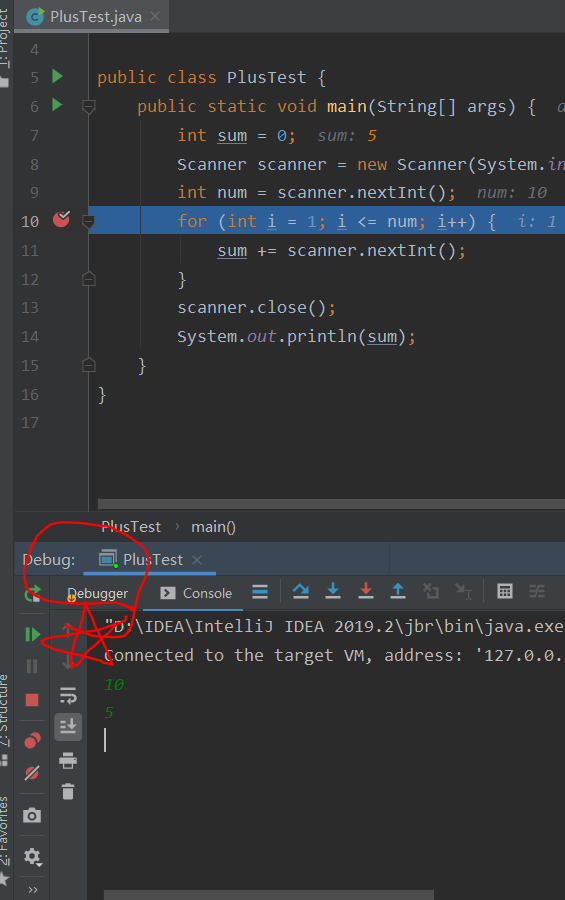 1: Project
PlusTest.java
4
5 public class PlusTest {
6 public static void main(String[] args) {
7 int sum = 0; sum: 5
8 Scanner scanner = new Scanner(System.in
9 int num = scanner.nextInt(); num: 10
10 for (int i = 1; i <= num; i++) { i: 1
11 sum += scanner.nextInt();
12 }
13 scanner.close();
14 System.out.println(sum);
15 }
16 }
17
PlusTest › main()
Debug: PlusTest
Debugger Console
"D:\IDEA\IntelliJ IDEA 2019.2\jbr\bin\java.exe
Connected to the target VM, address: '127.0.0.
10
5
7: Structure
2: Favorites